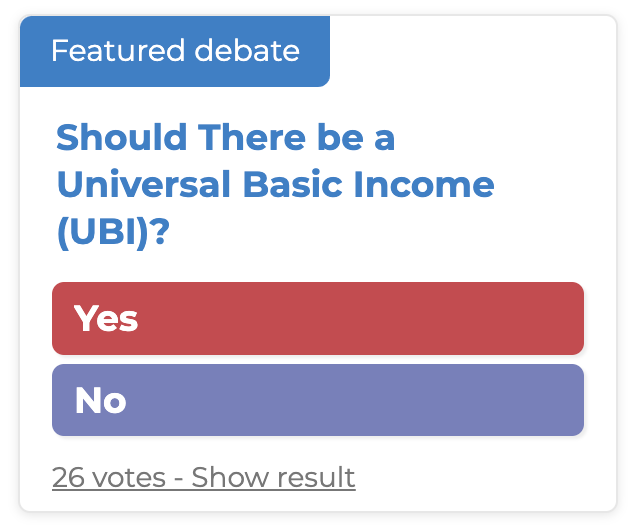 Featured debate
Should There be a
Universal Basic Income
(UBI)?
Yes
No
26 votes - Show result